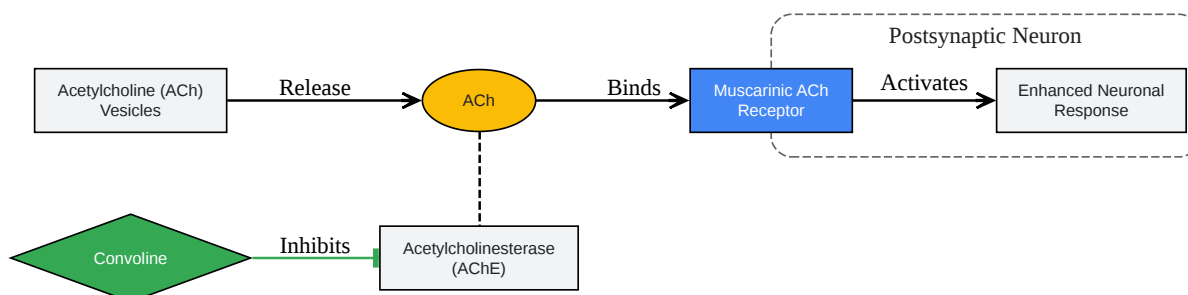 Postsynaptic Neuron
Acetylcholine (ACh)
Vesicles
Release
ACh
Binds
Muscarinic ACh
Receptor
Activates
Enhanced Neuronal
Response
Convoline
Inhibits
Acetylcholinesterase
(AChE)